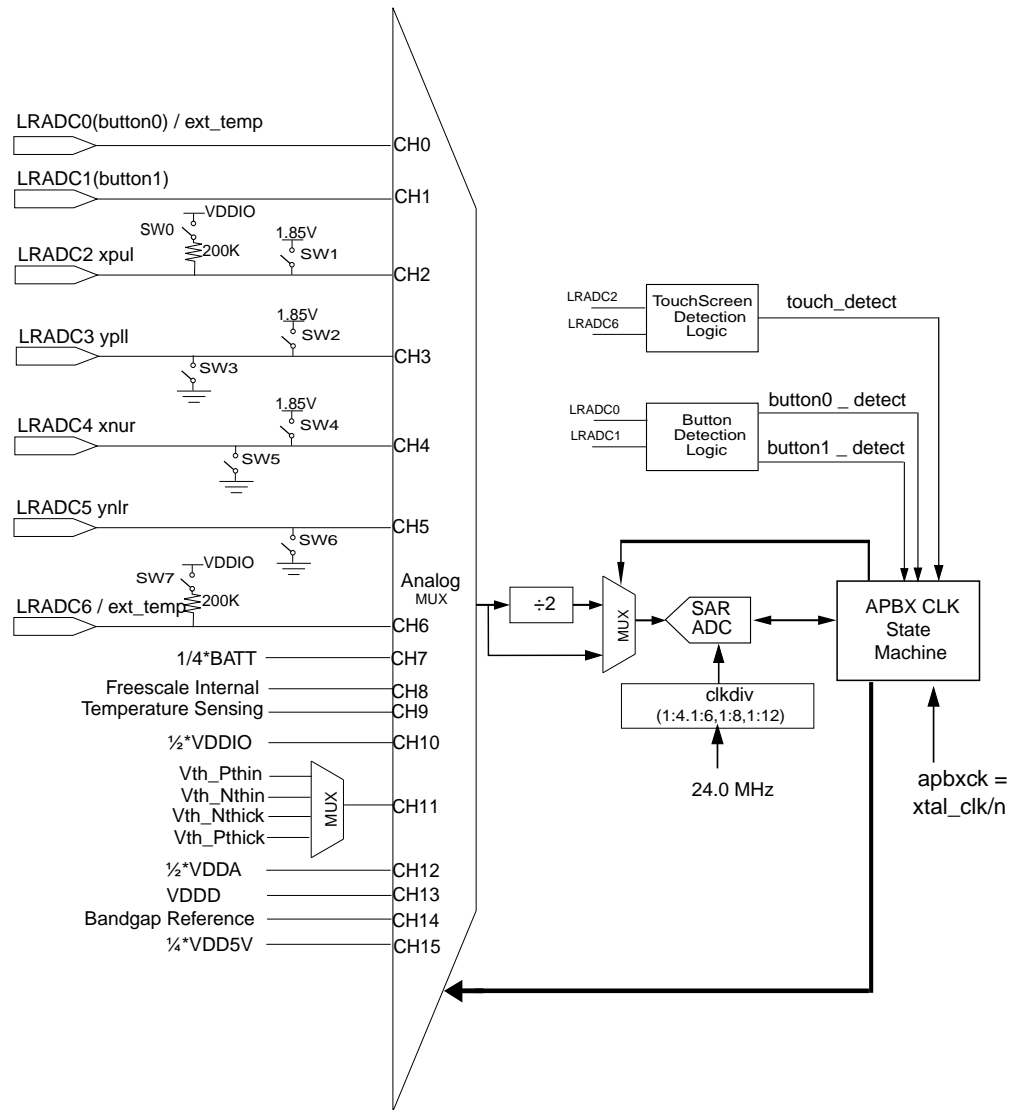 LRADC0(button0) / ext_temp
CH0
LRADC1(button1)
CH1
VDDIO
SW0
200K
1.85V
SW1
LRADC2 xpul
CH2
1.85V
SW2
LRADC3 ypll
CH3
SW3
1.85V
SW4
LRADC4 xnur
CH4
SW5
LRADC5 ynlr
CH5
SW6
VDDIO
SW7
200K
LRADC6 / ext_temp
CH6
Analog
MUX
1/4*BATT
CH7
Freescale Internal
CH8
Temperature Sensing
CH9
½*VDDIO
CH10
Vth_Pthin
Vth_Nthin
Vth_Nthick
Vth_Pthick
MUX
CH11
½*VDDA
CH12
VDDD
CH13
Bandgap Reference
CH14
¼*VDD5V
CH15
LRADC2
LRADC6
TouchScreen
Detection
Logic
touch_detect
LRADC0
LRADC1
Button
Detection
Logic
button0 _ detect
button1 _ detect
÷2
MUX
SAR
ADC
APBX CLK
State
Machine
clkdiv
(1:4.1:6,1:8,1:12)
24.0 MHz
apbxck =
xtal_clk/n